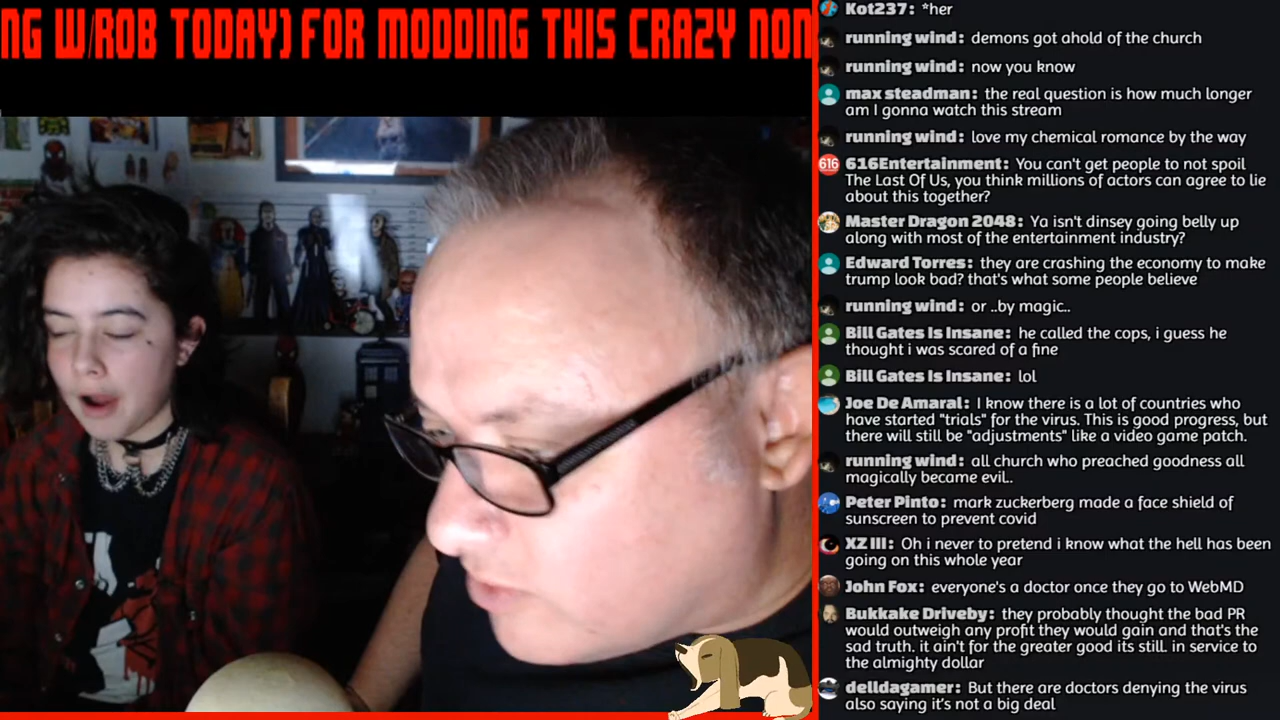 NG W/ROB TODAY) FOR MODDING THIS CRAZY NON
Kot237: *her
running wind: demons got ahold of the church
running wind: now you know
max steadman: the real question is how much longer
am I gonna watch this stream
running wind: love my chemical romance by the way
616
616Entertainment: You can't get people to not spoil
The Last Of Us, you think millions of actors can agree to lie
about this together?
Master Dragon 2048: Ya isn't dinsey going belly up
along with most of the entertainment industry?
Edward Torres: they are crashing the economy to make
trump look bad? that's what some people believe
running wind: or ..by magic..
Bill Gates Is Insane: he called the cops, i guess he
thought i was scared of a fine
Bill Gates Is Insane: lol
Joe De Amaral: I know there is a lot of countries who
have started "trials" for the virus. This is good progress, but
there will still be "adjustments" like a video game patch.
running wind: all church who preached goodness all
magically became evil..
Peter Pinto: mark zuckerberg made a face shield of
sunscreen to prevent covid
XZ III: Oh i never to pretend i know what the hell has been
going on this whole year
John Fox: everyone's a doctor once they go to WebMD
Bukkake Driveby: they probably thought the bad PR
would outweigh any profit they would gain and that's the
sad truth. it ain't for the greater good its still. in service to
the almighty dollar
delldagamer: But there are doctors denying the virus
also saying it's not a big deal